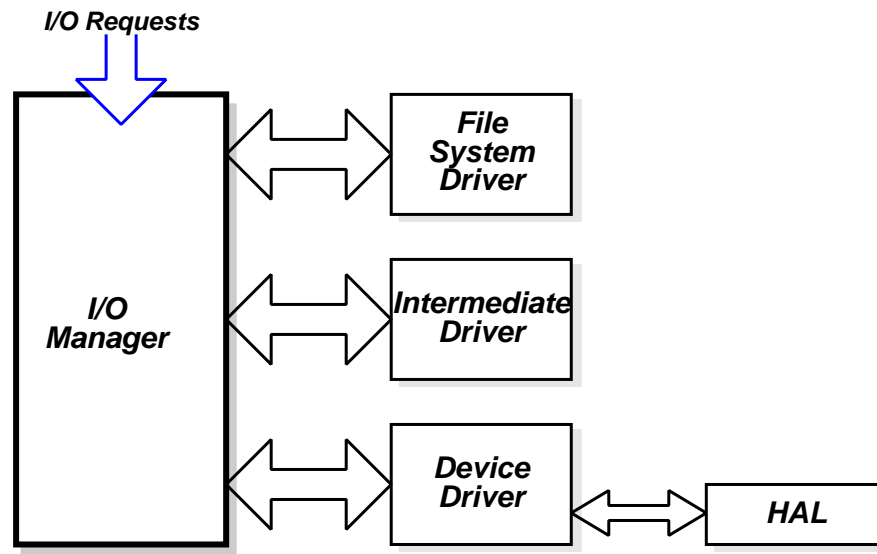 I/O Requests
File
System
Driver
I/O
Manager
Intermediate
Driver
Device
Driver
HAL